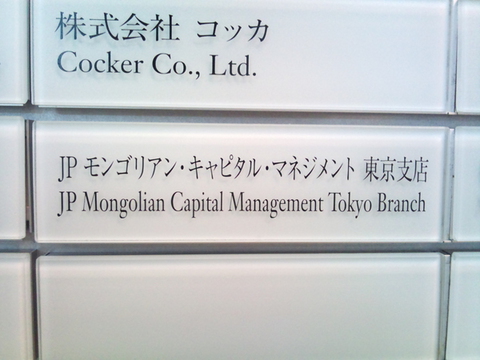 株式会社 コッカ
Cocker Co., Ltd.
JP モンゴリアン・キャピタル・マネジメント 東京支店
JP Mongolian Capital Management Tokyo Branch